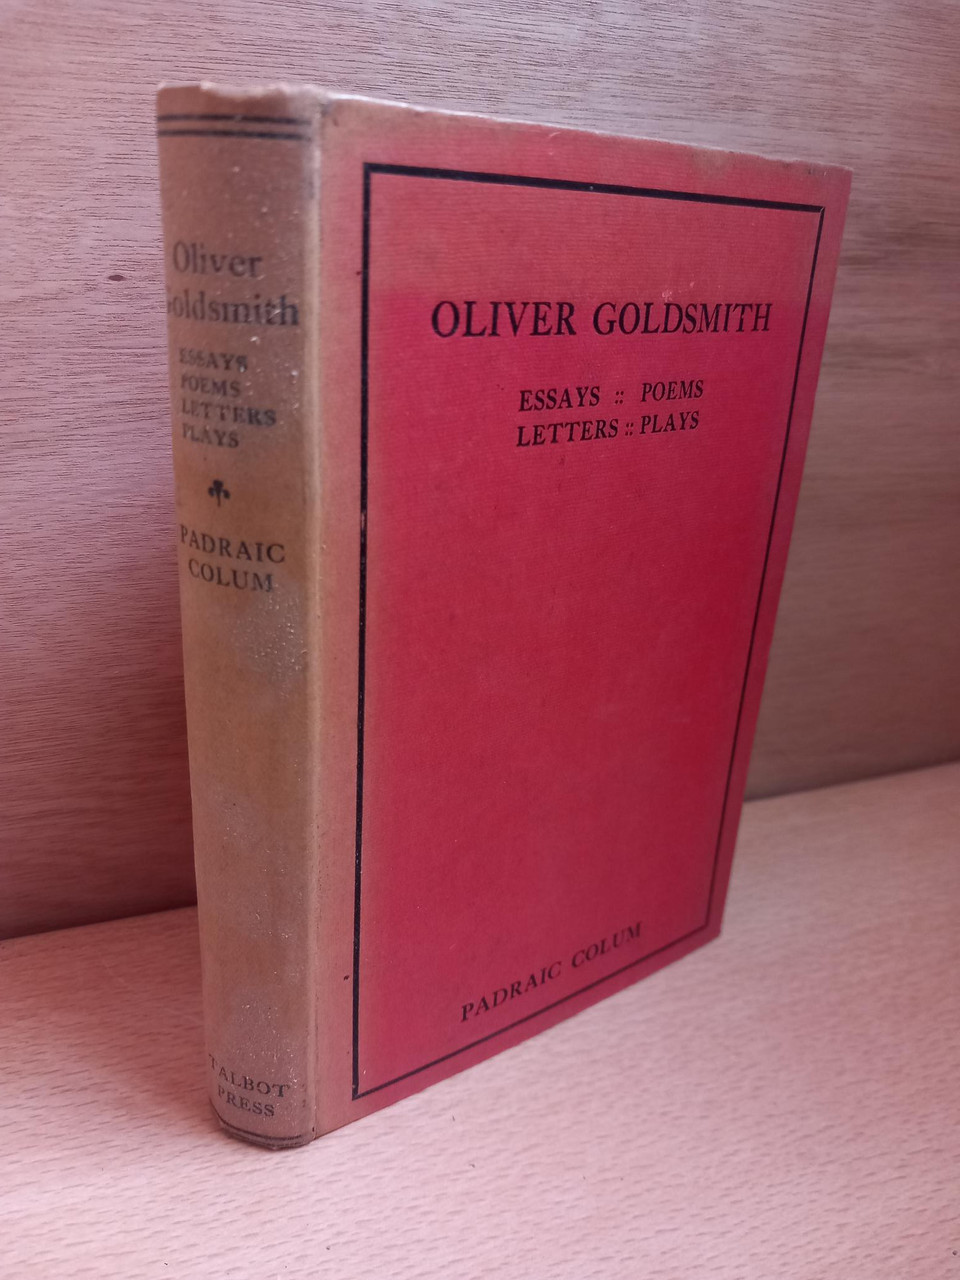 Oliver
Goldsmith
ESSAYS
POEMS
LETTERS
PLAYS
PADRAIC
COLUM
TALBOT
PRESS
OLIVER GOLDSMITH
ESSAYS :: POEMS
LETTERS :: PLAYS
PADRAIC COLUM